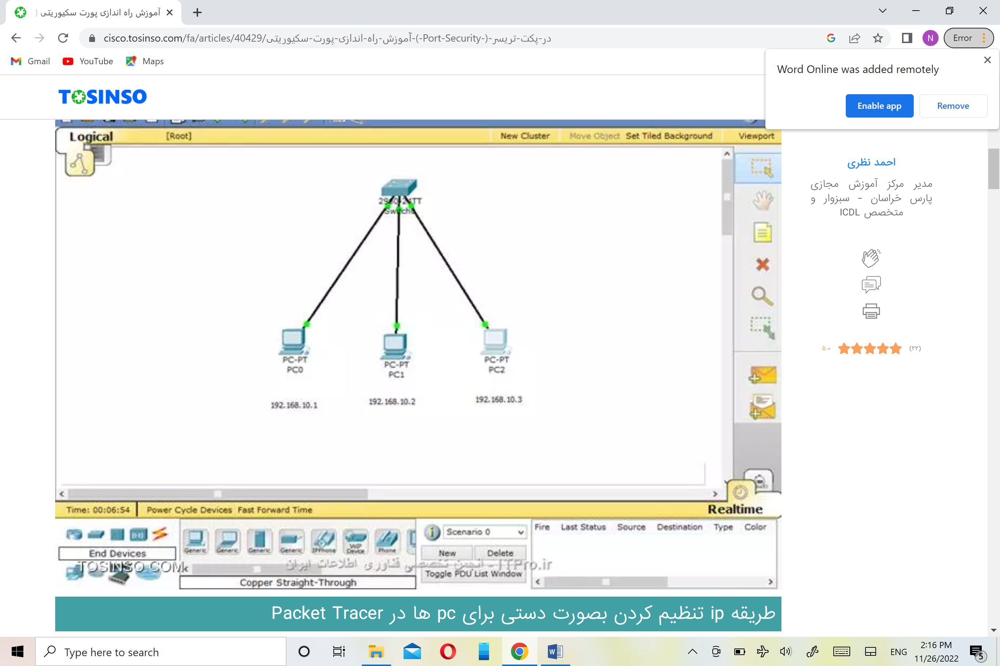 آموزش راه اندازی پورت سکیوریتی (
cisco.tosinso.com/fa/articles/40429/آموزش-راه-اندازی-پورت-سکیوریتی-(-Port-Security-)-در-پکت-تریسر
N
Error
Gmail
YouTube
Maps
Word Online was added remotely
Enable app
Remove
TOSINSO
Logical
[Root]
New Cluster
Move Object
Set Tiled Background
Viewport
2960-24TT
Switch0
PC-PT
PC0
PC-PT
PC1
PC-PT
PC2
192.168.10.1
192.168.10.2
192.168.10.3
احمد نظری
مدیر مرکز آموزش مجازی
پارس خراسان - سبزوار و
متخصص ICDL
۵.۰
(۲۲)
Time: 00:06:54
Power Cycle Devices Fast Forward Time
Realtime
End Devices
Generic
Generic
Generic
Generic
IPPhone
VoIP
Device
Phone
Copper Straight-Through
Scenario 0
New
Delete
Toggle PDU List Window
Fire
Last Status
Source
Destination
Type
Color
TOSINSO.COM
ITPro.ir - انجمن تخصصی فناوری اطلاعات ایران
طریقه ip تنظیم کردن بصورت دستی برای pc ها در Packet Tracer
Type here to search
ENG
2:16 PM
11/26/2022
5